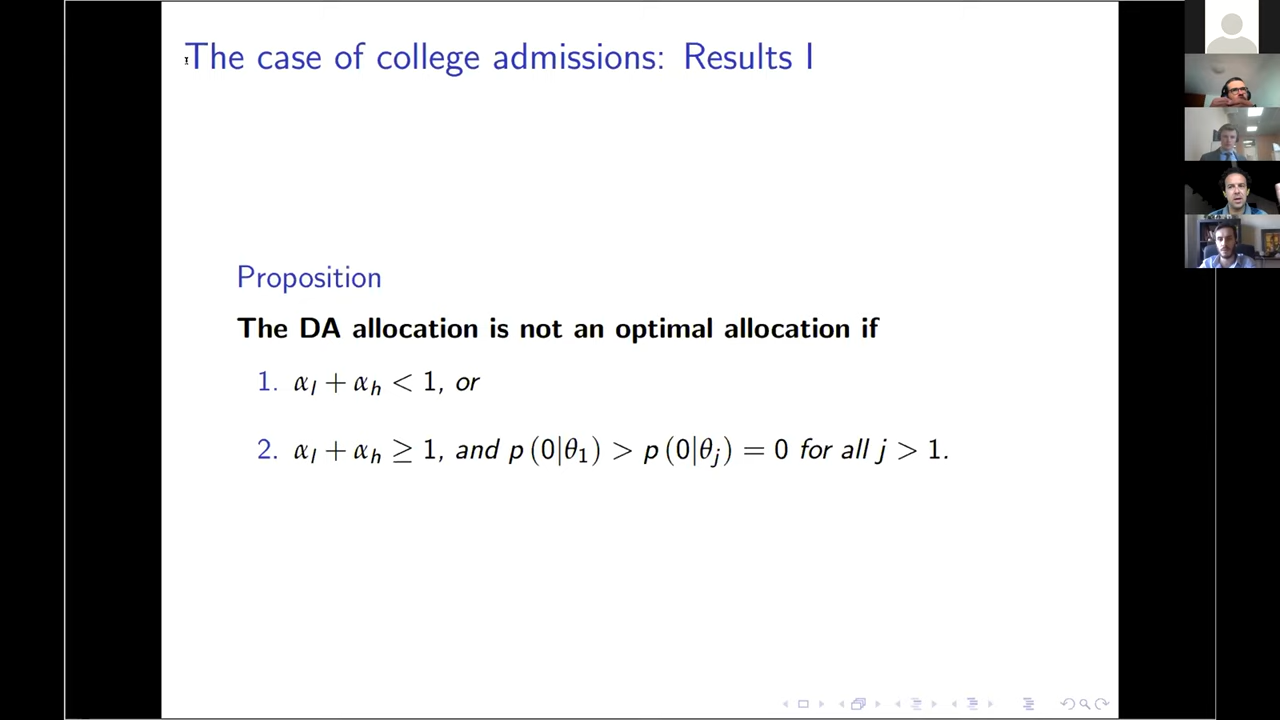 The case of college admissions: Results I
Proposition
The DA allocation is not an optimal allocation if
1. α_l + α_h < 1, or
2. α_l + α_h ≥ 1, and p (0|θ_1) > p (0|θ_j) = 0 for all j > 1.